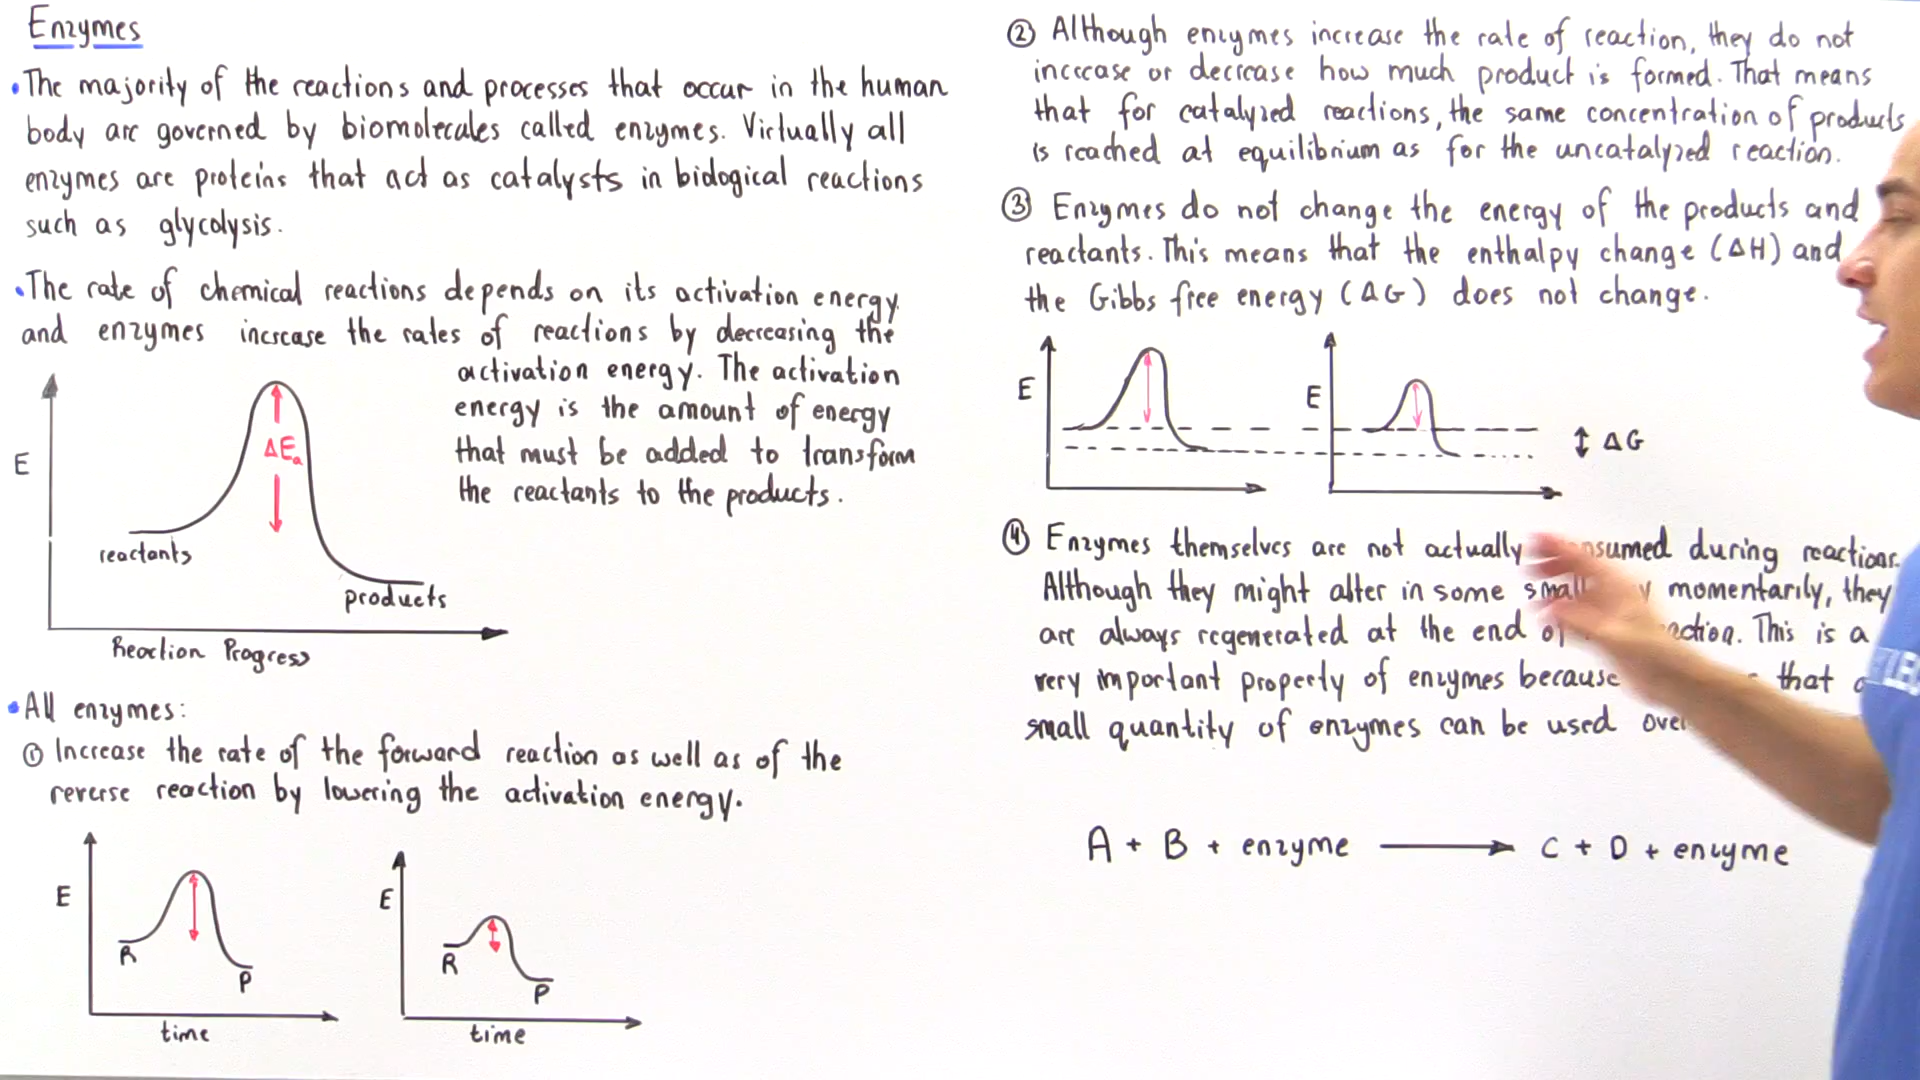 Enzymes
•The majority of the reactions and processes that occur in the human
body are governed by biomolecules called enzymes. Virtually all
enzymes are proteins that act as catalysts in biological reactions
such as glycolysis.
•The rate of chemical reactions depends on its activation energy
and enzymes increase the rates of reactions by decreasing the
activation energy. The activation
energy is the amount of energy
that must be added to transform
the reactants to the products.
E
ΔEa
reactants
products
Reaction Progress
•All enzymes:
① Increase the rate of the forward reaction as well as of the
reverse reaction by lowering the activation energy.
E
R
P
time
E
R
P
time
② Although enzymes increase the rate of reaction, they do not
increase or decrease how much product is formed. That means
that for catalyzed reactions, the same concentration of products
is reached at equilibrium as for the uncatalyzed reaction.
③ Enzymes do not change the energy of the products and
reactants. This means that the enthalpy change (ΔH) and
the Gibbs free energy (ΔG) does not change.
E
E
ΔG
④ Enzymes themselves are not actually during reactions.
Although they might alter in some small momentarily, they
are always regenerated at the end This is a
very important property of enzymes because that
small quantity of enzymes can be used
A + B + enzyme ⟶ C + D + enzyme